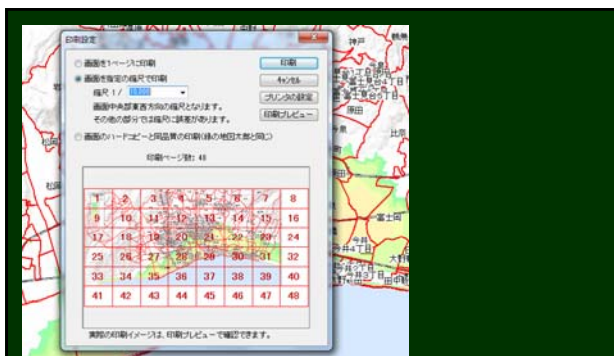 印刷設定
画面を1ページに印刷
画面を指定の縮尺で印刷
縮尺 1 / 10,000
画面中央部東西方向の縮尺となります。
その他の部分では縮尺に誤差があります。
画面のハードコピーと同品質の印刷(緑の地図太郎と同じ)
印刷
キャンセル
プリンタの設定
印刷プレビュー
印刷ページ数: 48
1 2 3 4 5 6 7 8
9 10 11 12 13 14 15 16
17 18 19 20 21 22 23 24
25 26 27 28 29 30 31 32
33 34 35 36 37 38 39 40
41 42 43 44 45 46 47 48
実際の印刷イメージは、印刷プレビューで確認できます。
神戸
原田
富士岡
今井